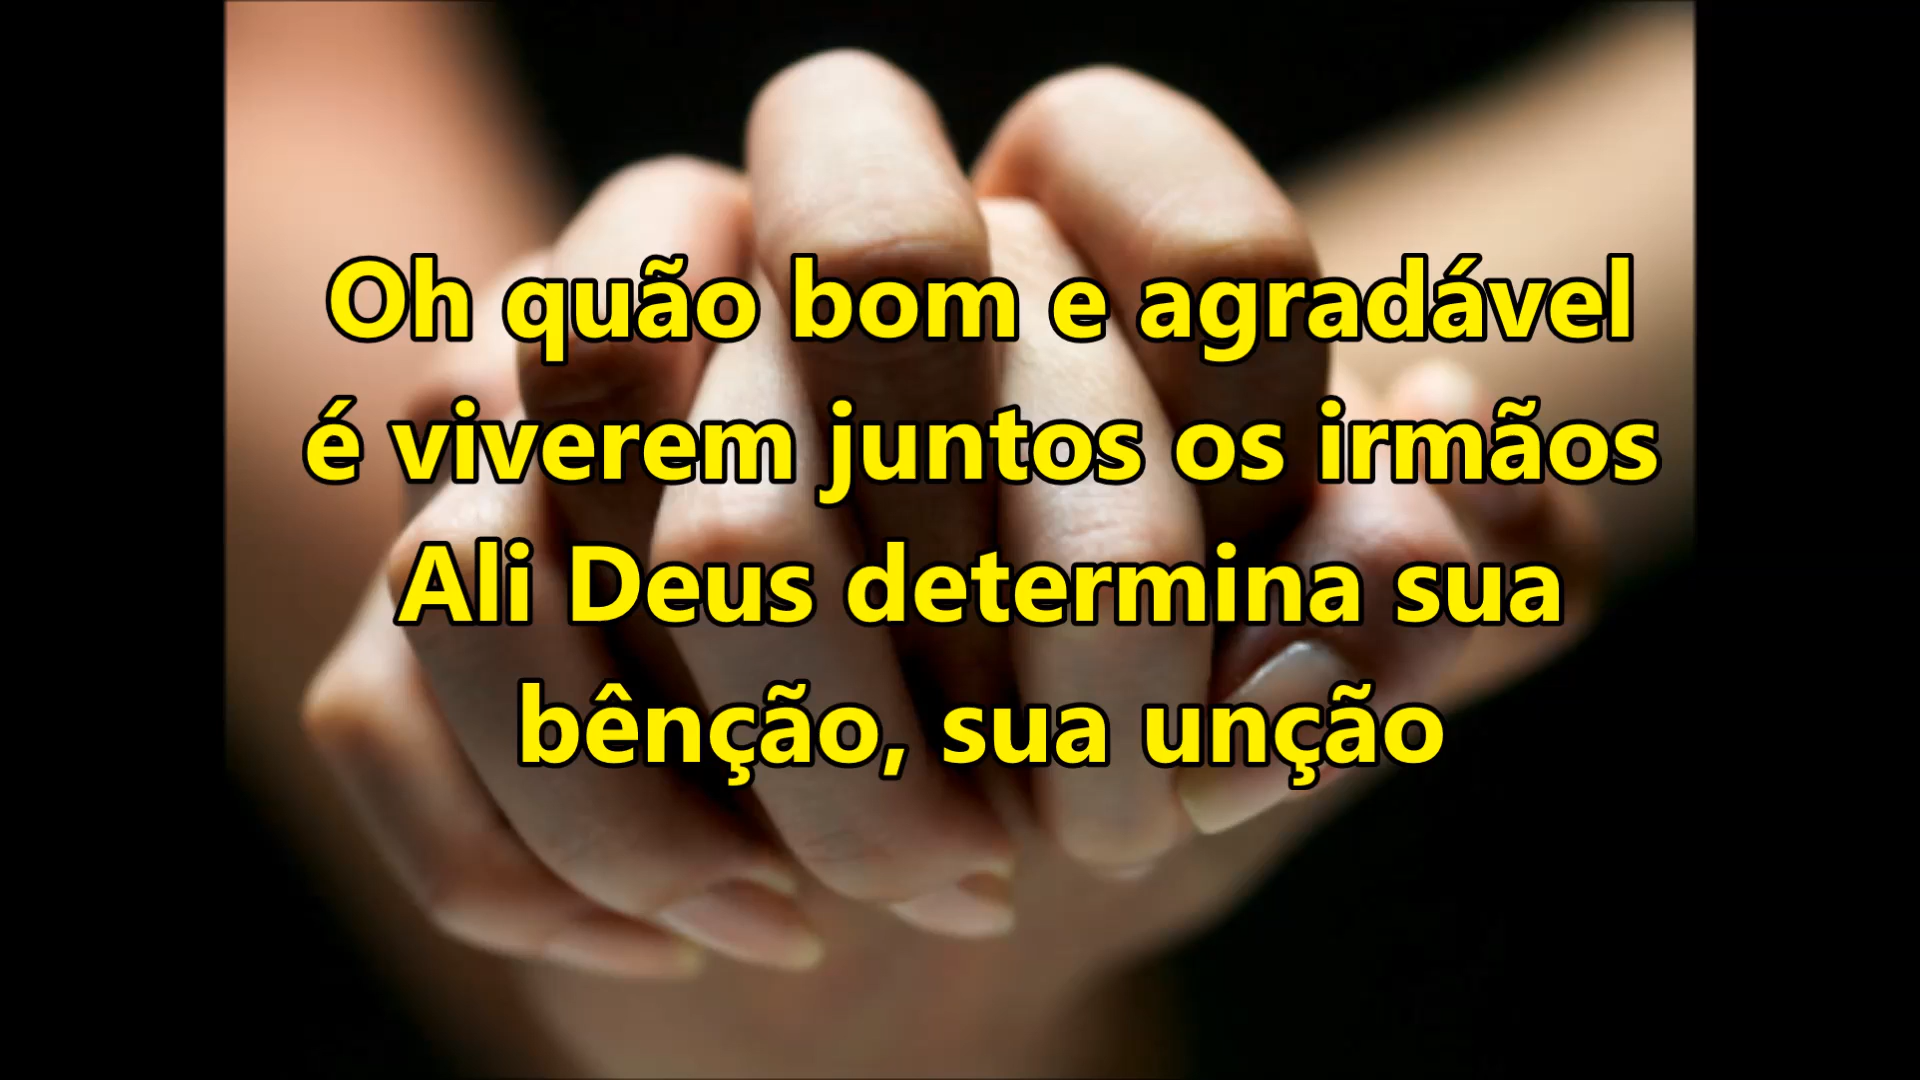 Oh quão bom e agradável
é viverem juntos os irmãos
Ali Deus determina sua
bênção, sua unção